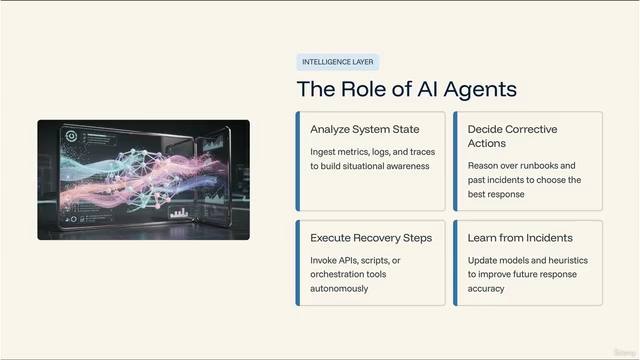 INTELLIGENCE LAYER
The Role of AI Agents
Analyze System State
Ingest metrics, logs, and traces
to build situational awareness
Decide Corrective
Actions
Reason over runbooks and
past incidents to choose the
best response
Execute Recovery Steps
Invoke APIs, scripts, or
orchestration tools
autonomously
Learn from Incidents
Update models and heuristics
to improve future response
accuracy